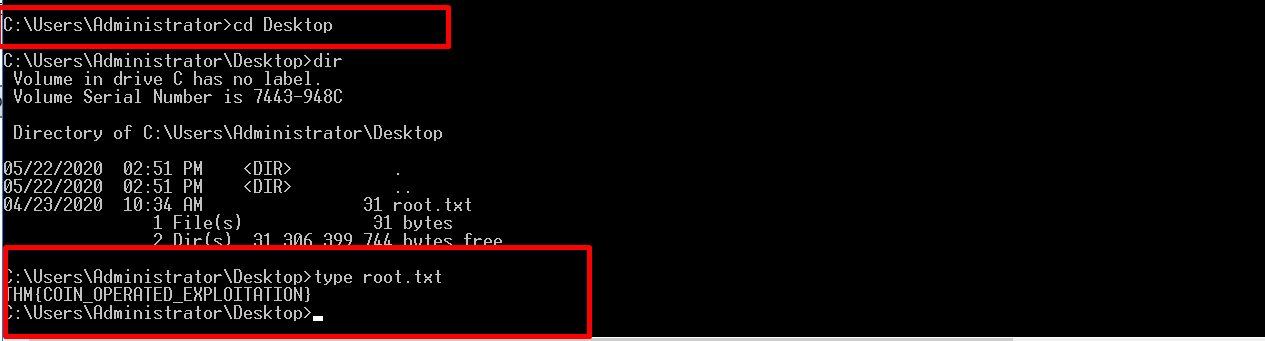 C:\Users\Administrator>cd Desktop
C:\Users\Administrator\Desktop>dir
Volume in drive C has no label.
Volume Serial Number is 7443-948C
Directory of C:\Users\Administrator\Desktop
05/22/2020 02:51 PM <DIR> .
05/22/2020 02:51 PM <DIR> ..
04/23/2020 10:34 AM 31 root.txt
1 File(s) 31 bytes
2 Dir(s) 31,306,399,744 bytes free
C:\Users\Administrator\Desktop>type root.txt
THM{COIN_OPERATED_EXPLOITATION}
C:\Users\Administrator\Desktop>